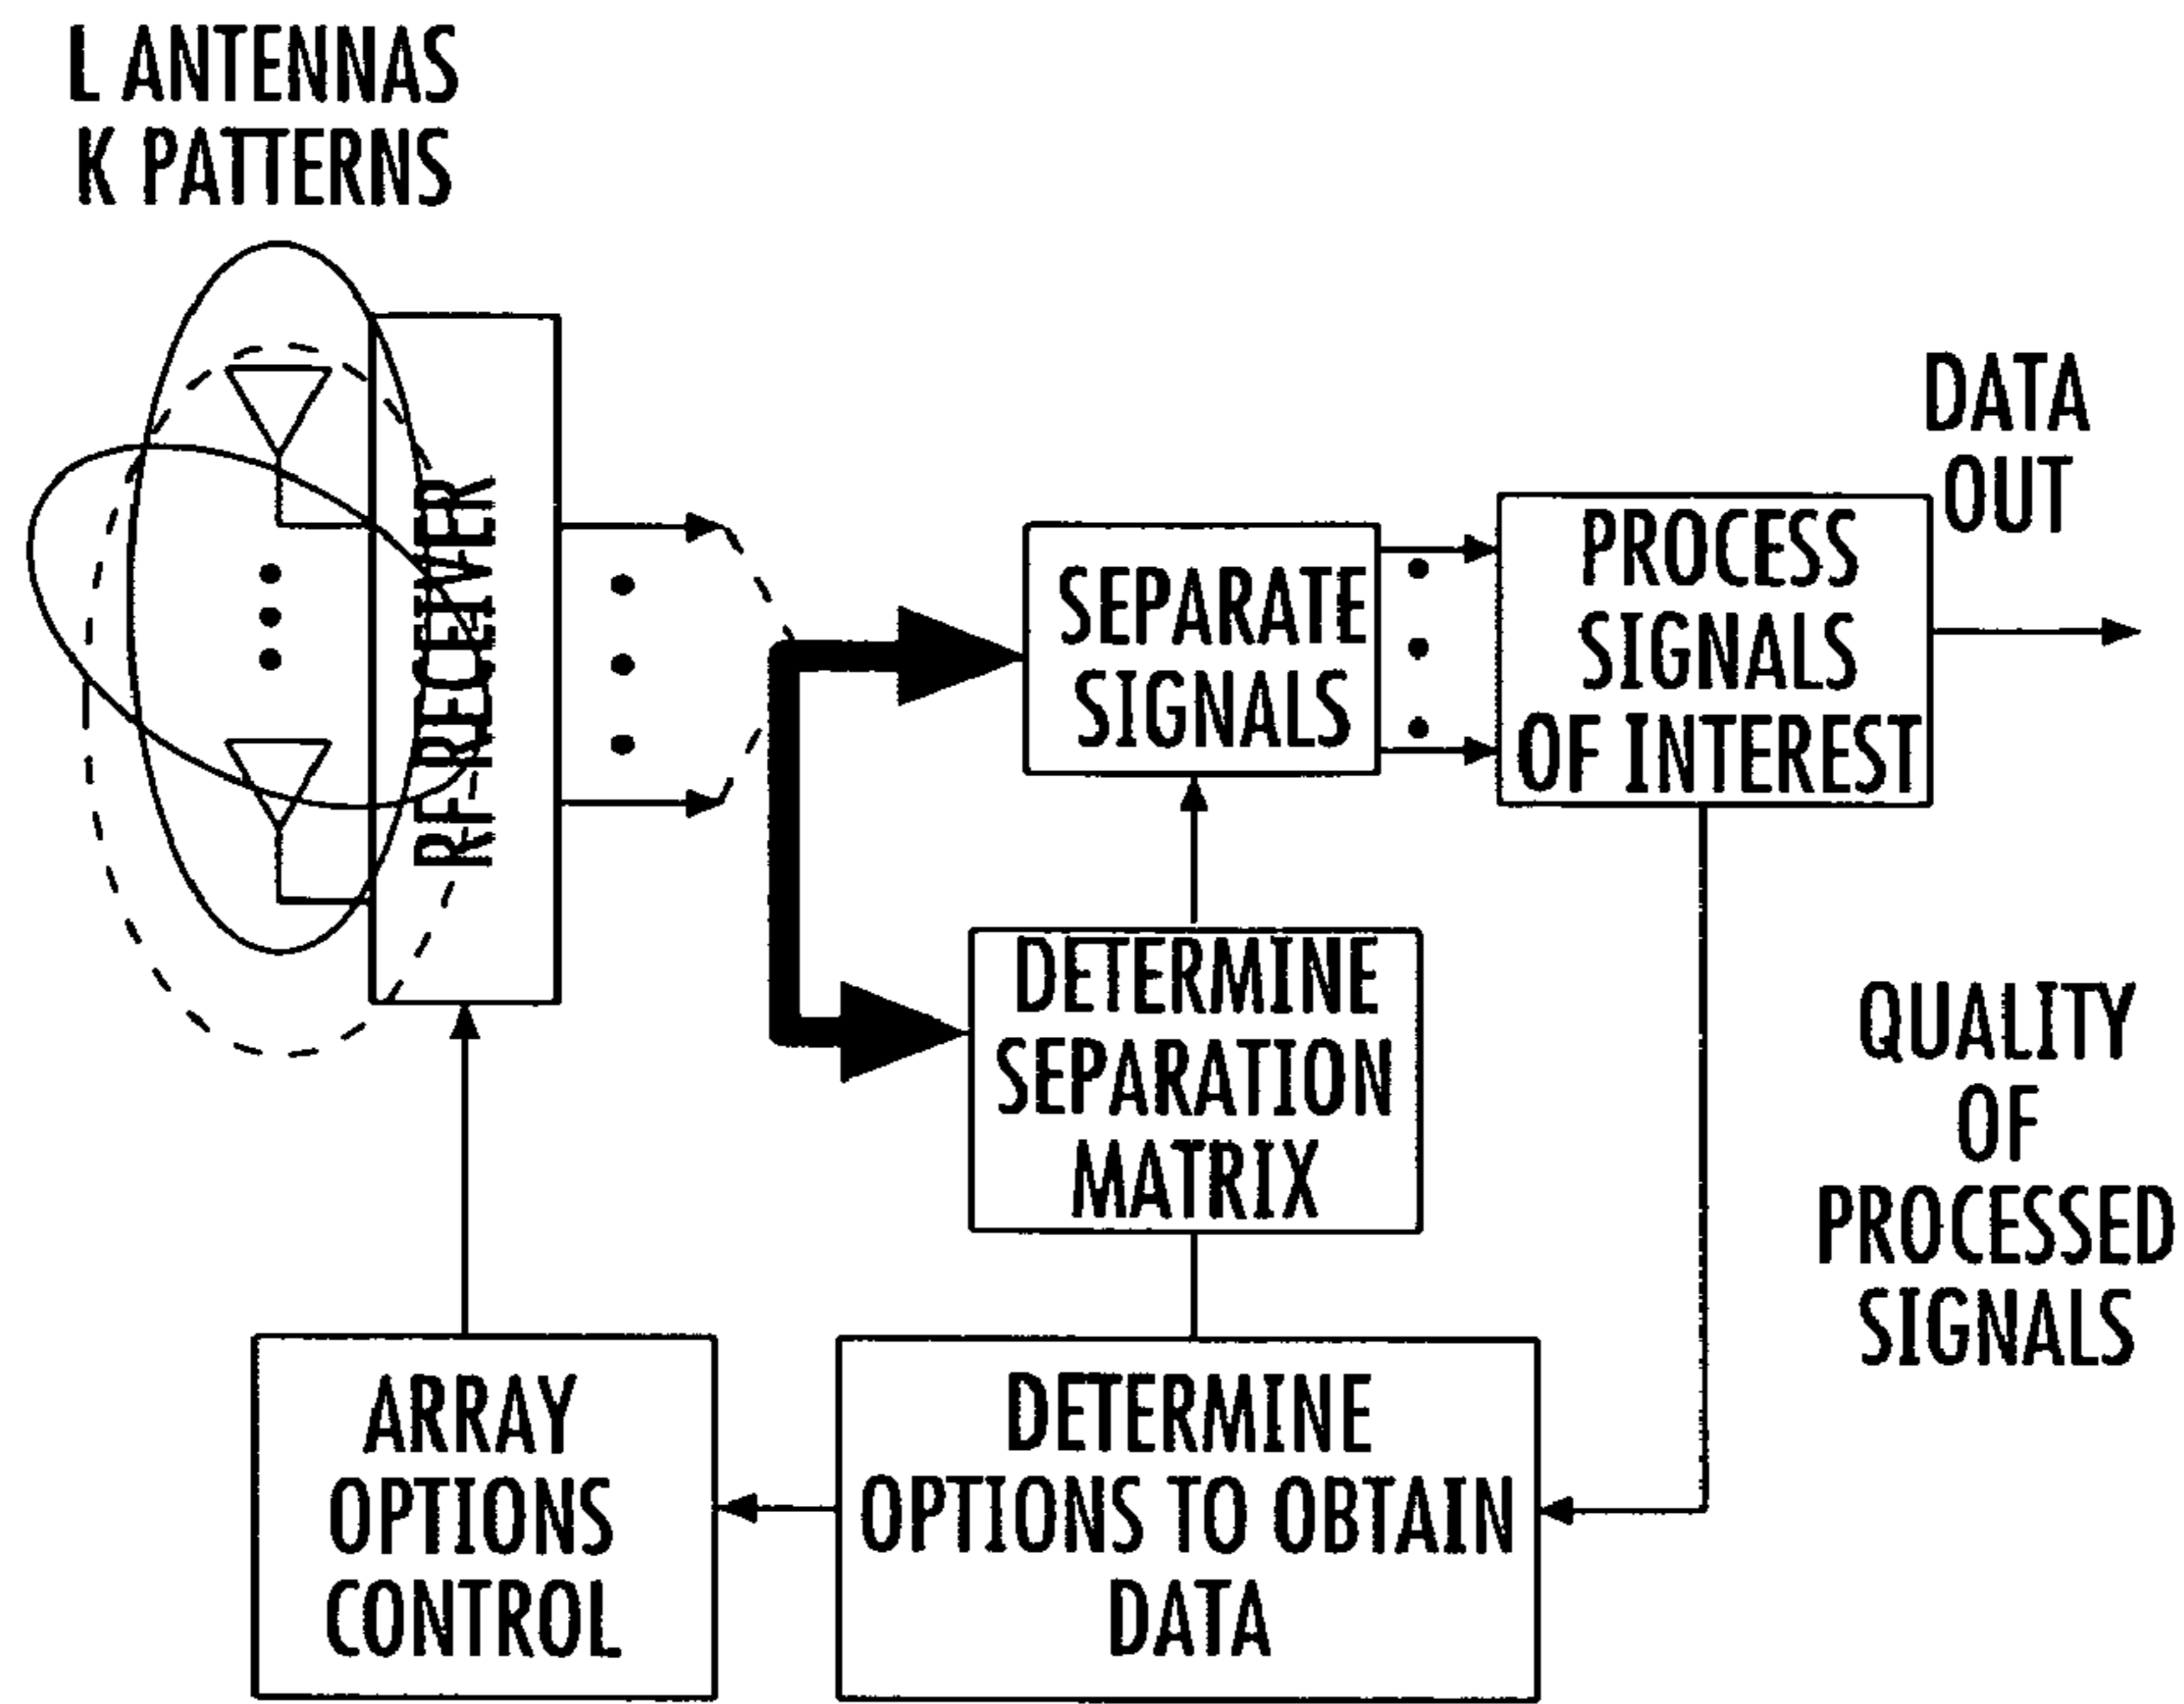 L ANTENNAS
K PATTERNS
RF RECEIVER
SEPARATE
SIGNALS
PROCESS
SIGNALS
OF INTEREST
DATA
OUT
DETERMINE
SEPARATION
MATRIX
QUALITY
OF
PROCESSED
SIGNALS
ARRAY
OPTIONS
CONTROL
DETERMINE
OPTIONS TO OBTAIN
DATA